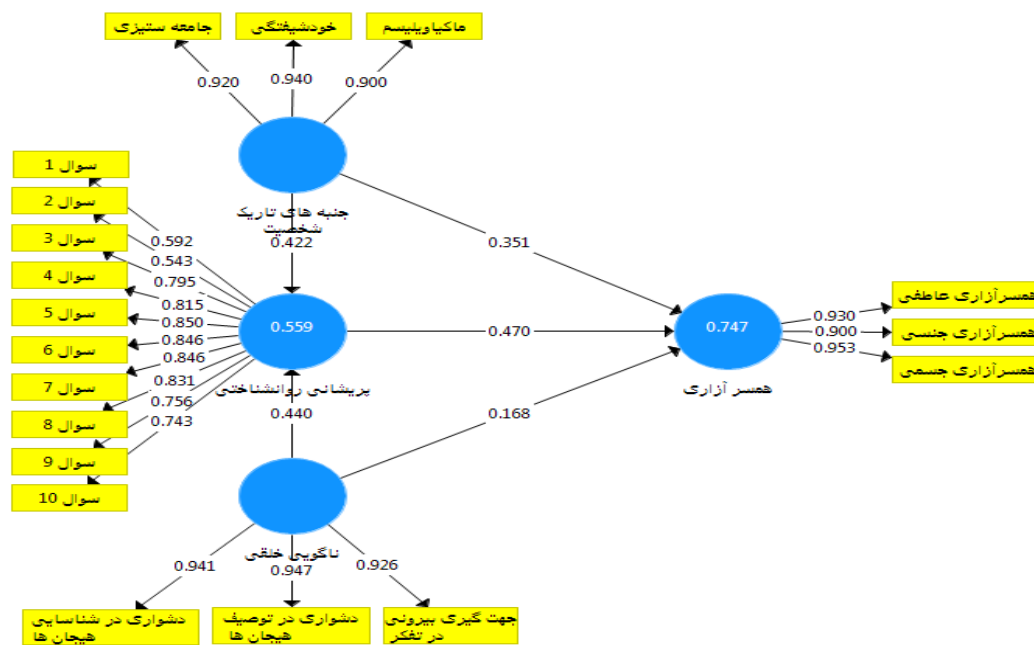 جامعه ستیزی
خودشیفتگی
ماکیاویلیسم
0.920
0.940
0.900
سوال 1
سوال 2
سوال 3
سوال 4
سوال 5
سوال 6
سوال 7
سوال 8
سوال 9
سوال 10
جنبه های تاریک
شخصیت
0.422
0.351
0.592
0.543
0.795
0.815
0.850
0.846
0.846
0.831
0.756
0.743
0.559
پریشانی روانشناختی
0.470
0.747
همسر آزاری
0.930
0.900
0.953
همسرآزاری عاطفی
همسرآزاری جنسی
همسرآزاری جسمی
0.440
0.168
ناگویی خلقی
0.941
0.947
0.926
دشواری در شناسایی
هیجان ها
دشواری در توصیف
هیجان ها
جهت گیری بیرونی
در تفکر